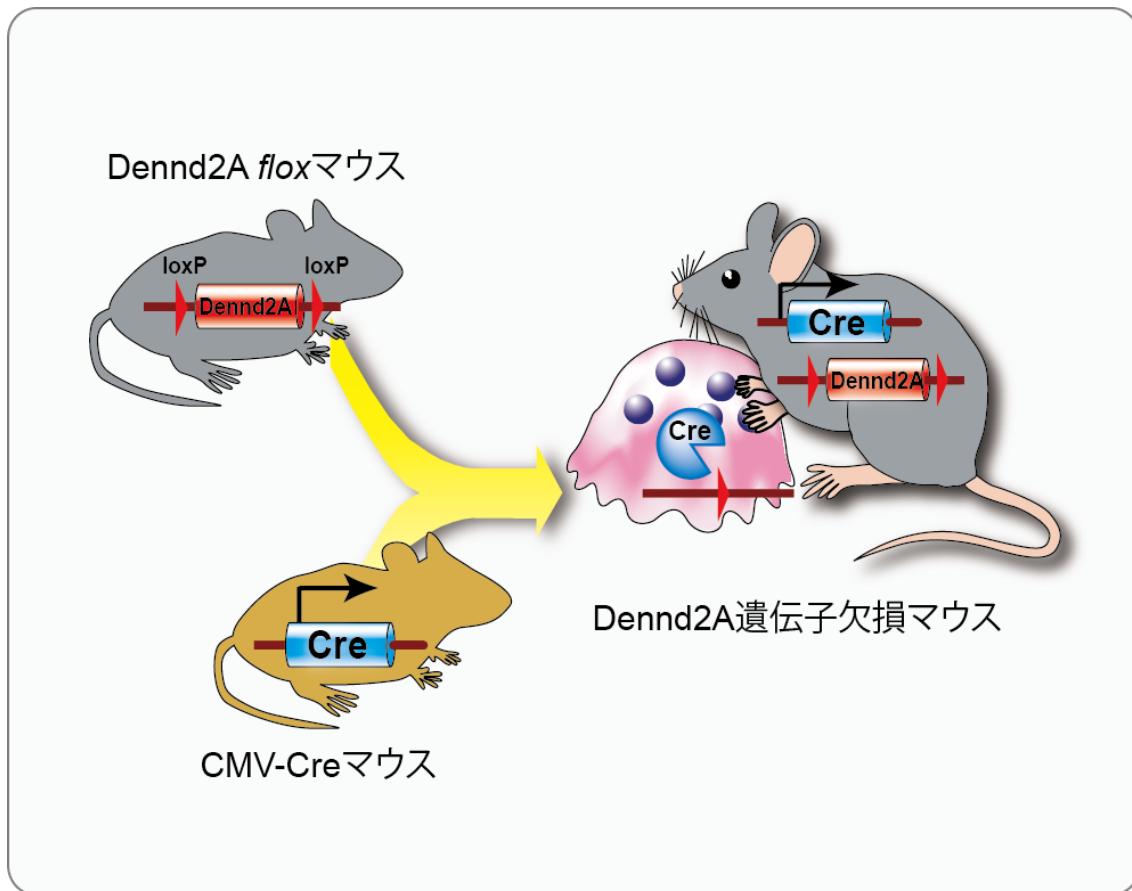 Dennd2A floxマウス
loxP loxP
Dennd2A
Cre
Dennd2A
Cre
Dennd2A遺伝子欠損マウス
Cre
CMV-Creマウス